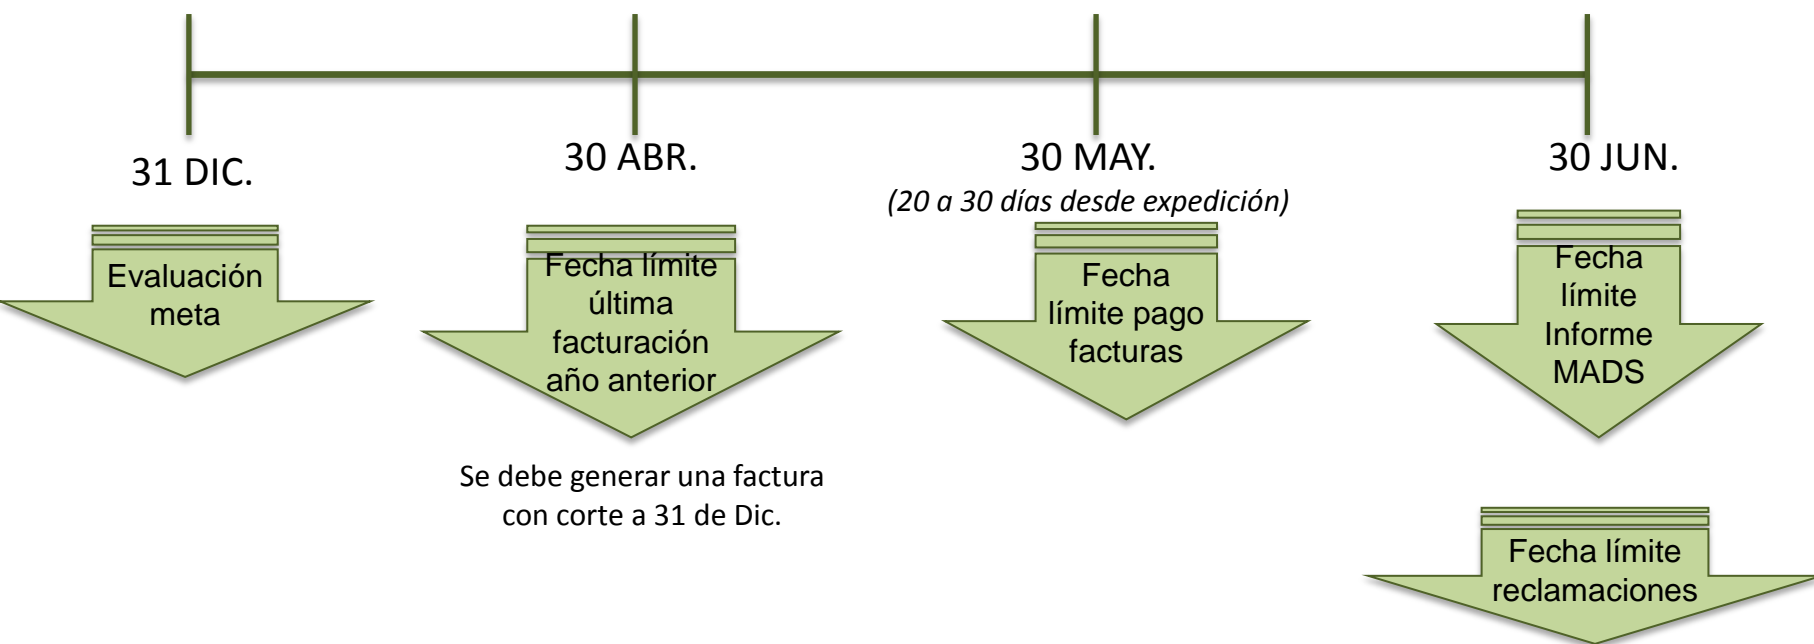 31 DIC.
Evaluación
meta
30 ABR.
Fecha límite
última
facturación
año anterior
Se debe generar una factura
con corte a 31 de Dic.
30 MAY.
(20 a 30 días desde expedición)
Fecha
límite pago
facturas
30 JUN.
Fecha
límite
Informe
MADS
Fecha límite
reclamaciones